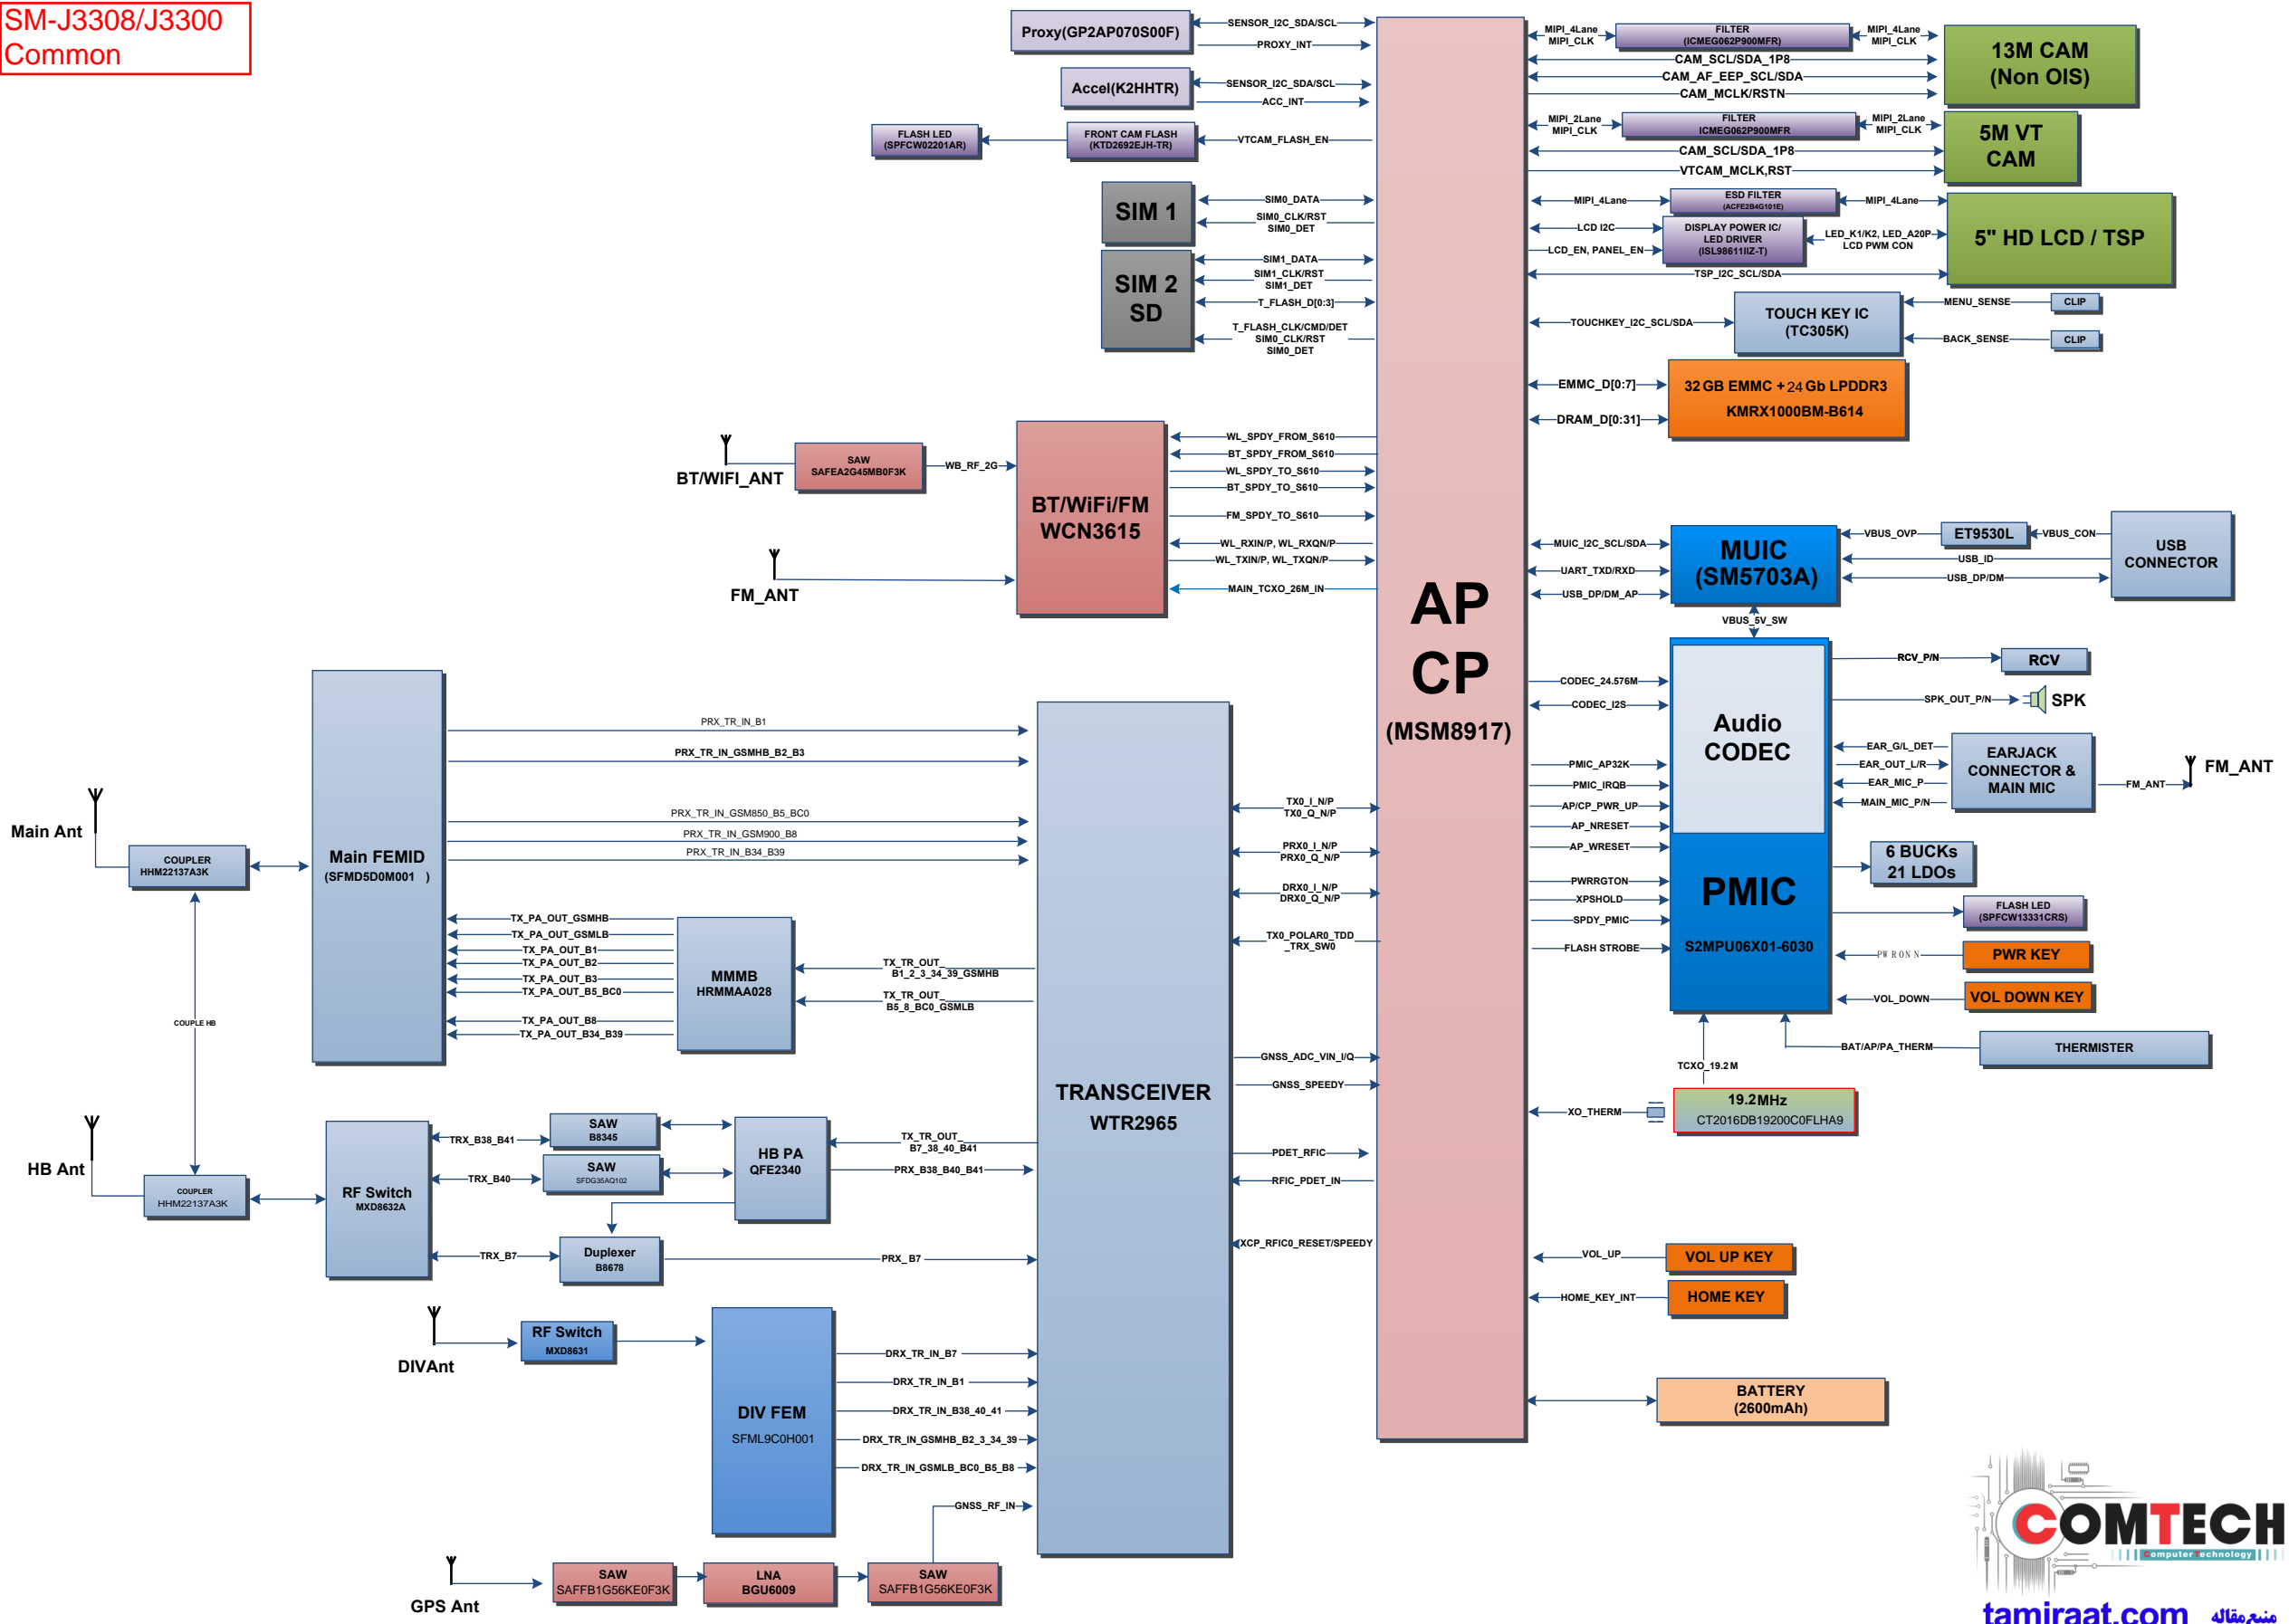 SM-J3308/J3300
Common
Proxy(GP2AP070S00F)
SENSOR_I2C_SDA/SCL
PROXY_INT
Accel(K2HHTR)
SENSOR_I2C_SDA/SCL
ACC_INT
FLASH LED
(SPFCW02201AR)
FRONT CAM FLASH
(KTD2692EJH-TR)
VTCAM_FLASH_EN
SIM 1
SIM0_DATA
SIM0_CLK/RST
SIM0_DET
SIM 2
SD
SIM1_DATA
SIM1_CLK/RST
SIM1_DET
T_FLASH_D[0:3]
T_FLASH_CLK/CMD/DET
SIM0_CLK/RST
SIM0_DET
BT/WIFI_ANT
SAW
SAFEA2G45MB0F3K
WB_RF_2G
BT/WiFi/FM
WCN3615
FM_ANT
WL_SPDY_FROM_S610
BT_SPDY_FROM_S610
WL_SPDY_TO_S610
BT_SPDY_TO_S610
FM_SPDY_TO_S610
WL_RXIN/P, WL_RXQN/P
WL_TXIN/P, WL_TXQN/P
MAIN_TCXO_26M_IN
AP
CP
(MSM8917)
MIPI_4Lane
MIPI_CLK
FILTER
(ICMEG062P900MFR)
MIPI_4Lane
MIPI_CLK
CAM_SCL/SDA_1P8
CAM_AF_EEP_SCL/SDA
CAM_MCLK/RSTN
13M CAM
(Non OIS)
MIPI_2Lane
MIPI_CLK
FILTER
ICMEG062P900MFR
MIPI_2Lane
MIPI_CLK
CAM_SCL/SDA_1P8
VTCAM_MCLK,RST
5M VT
CAM
MIPI_4Lane
ESD FILTER
(ACFE2B4G101E)
MIPI_4Lane
LCD I2C
LCD_EN, PANEL_EN
DISPLAY POWER IC/
LED DRIVER
(ISL98611IIZ-T)
LED_K1/K2, LED_A20P
LCD PWM CON
TSP_I2C_SCL/SDA
5" HD LCD / TSP
TOUCHKEY_I2C_SCL/SDA
TOUCH KEY IC
(TC305K)
MENU_SENSE
CLIP
BACK_SENSE
CLIP
EMMC_D[0:7]
DRAM_D[0:31]
32 GB EMMC + 24 Gb LPDDR3
KMRX1000BM-B614
MUIC_I2C_SCL/SDA
UART_TXD/RXD
USB_DP/DM_AP
MUIC
(SM5703A)
VBUS_OVP
ET9530L
VBUS_CON
USB_ID
USB_DP/DM
USB
CONNECTOR
VBUS_5V_SW
CODEC_24.576M
CODEC_I2S
Audio
CODEC
RCV_P/N
RCV
SPK_OUT_P/N
SPK
EAR_G/L_DET
EAR_OUT_L/R
EAR_MIC_P
MAIN_MIC_P/N
EARJACK
CONNECTOR &
MAIN MIC
FM_ANT
FM_ANT
PMIC_AP32K
PMIC_IRQB
AP/CP_PWR_UP
AP_NRESET
AP_WRESET
PWRRGTON
XPSHOLD
SPDY_PMIC
FLASH STROBE
PMIC
S2MPU06X01-6030
6 BUCKs
21 LDOs
FLASH LED
(SPFCW13331CRS)
PWRONN
PWR KEY
VOL_DOWN
VOL DOWN KEY
BAT/AP/PA_THERM
THERMISTER
TCXO_19.2M
XO_THERM
19.2MHz
CT2016DB19200C0FLHA9
VOL_UP
VOL UP KEY
HOME_KEY_INT
HOME KEY
BATTERY
(2600mAh)
Main Ant
COUPLER
HHM22137A3K
Main FEMID
(SFMD5D0M001 )
PRX_TR_IN_B1
PRX_TR_IN_GSMHB_B2_B3
PRX_TR_IN_GSM850_B5_BC0
PRX_TR_IN_GSM900_B8
PRX_TR_IN_B34_B39
TX_PA_OUT_GSMHB
TX_PA_OUT_GSMLB
TX_PA_OUT_B1
TX_PA_OUT_B2
TX_PA_OUT_B3
TX_PA_OUT_B5_BC0
TX_PA_OUT_B8
TX_PA_OUT_B34_B39
MMMB
HRMMAA028
TX_TR_OUT_
B1_2_3_34_39_GSMHB
TX_TR_OUT_
B5_8_BC0_GSMLB
COUPLE HB
TRANSCEIVER
WTR2965
TX0_I_N/P
TX0_Q_N/P
PRX0_I_N/P
PRX0_Q_N/P
DRX0_I_N/P
DRX0_Q_N/P
TX0_POLAR0_TDD
_TRX_SW0
GNSS_ADC_VIN_I/Q
GNSS_SPEEDY
PDET_RFIC
RFIC_PDET_IN
XCP_RFIC0_RESET/SPEEDY
HB Ant
COUPLER
HHM22137A3K
RF Switch
MXD8632A
TRX_B38_B41
SAW
B8345
TRX_B40
SAW
SFDG35AQ102
HB PA
QFE2340
TX_TR_OUT_
B7_38_40_B41
PRX_B38_B40_B41
TRX_B7
Duplexer
B8678
PRX_B7
DIVAnt
RF Switch
MXD8631
DIV FEM
SFML9C0H001
DRX_TR_IN_B7
DRX_TR_IN_B1
DRX_TR_IN_B38_40_41
DRX_TR_IN_GSMHB_B2_3_34_39
DRX_TR_IN_GSMLB_BC0_B5_B8
GNSS_RF_IN
GPS Ant
SAW
SAFFB1G56KE0F3K
LNA
BGU6009
SAW
SAFFB1G56KE0F3K
COMTECH
Computer Technology
tamiraat.com منبع مقاله